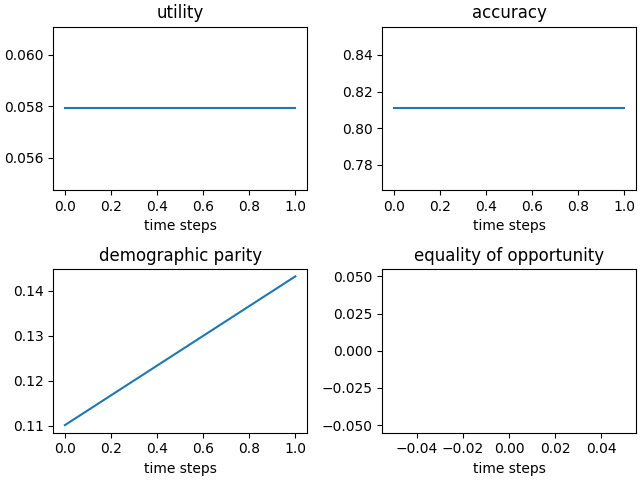 utility
0.060
0.058
0.056
0.0 0.2 0.4 0.6 0.8 1.0
time steps
accuracy
0.84
0.82
0.80
0.78
0.0 0.2 0.4 0.6 0.8 1.0
time steps
demographic parity
0.14
0.13
0.12
0.11
0.0 0.2 0.4 0.6 0.8 1.0
time steps
equality of opportunity
0.050
0.025
0.000
−0.025
−0.050
−0.04 −0.02 0.00 0.02 0.04
time steps